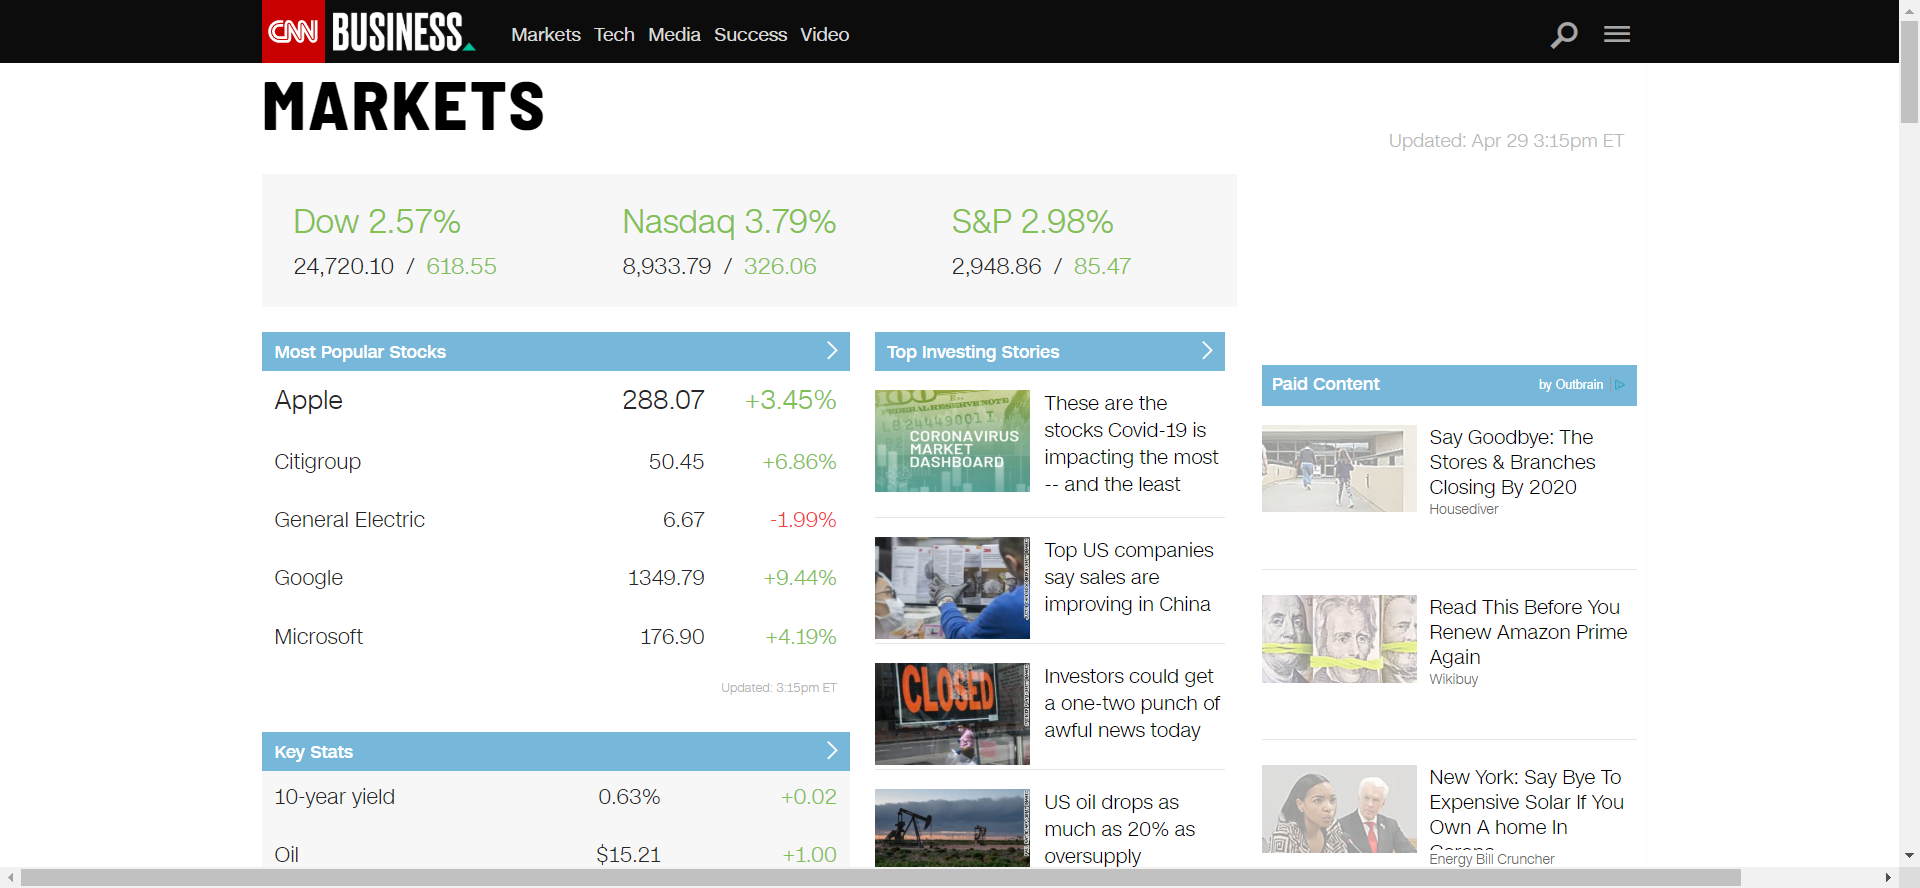 CNN BUSINESS
Markets Tech Media Success Video
MARKETS
Updated: Apr 29 3:15pm ET
Dow 2.57%
24,720.10 / 618.55
Nasdaq 3.79%
8,933.79 / 326.06
S&P 2.98%
2,948.86 / 85.47
Most Popular Stocks
Apple 288.07 +3.45%
Citigroup 50.45 +6.86%
General Electric 6.67 -1.99%
Google 1349.79 +9.44%
Microsoft 176.90 +4.19%
Updated: 3:15pm ET
Key Stats
10-year yield 0.63% +0.02
Oil $15.21 +1.00
Top Investing Stories
FEDERAL RESERVE NOTE
CORONAVIRUS
MARKET
DASHBOARD
These are the
stocks Covid-19 is
impacting the most
-- and the least
Top US companies
say sales are
improving in China
CLOSED
Investors could get
a one-two punch of
awful news today
US oil drops as
much as 20% as
oversupply
Paid Content
by Outbrain
Say Goodbye: The
Stores & Branches
Closing By 2020
Housediver
Read This Before You
Renew Amazon Prime
Again
Wikibuy
New York: Say Bye To
Expensive Solar If You
Own A home In
Energy Bill Cruncher